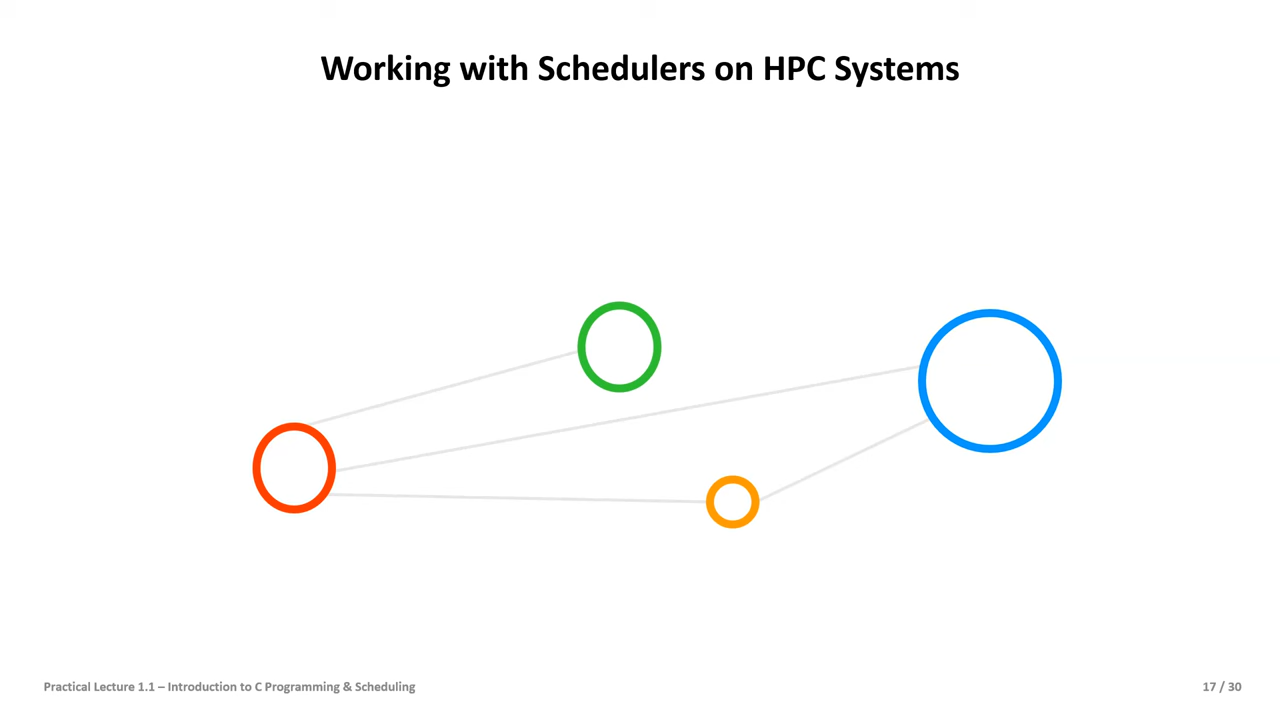 Working with Schedulers on HPC Systems
Practical Lecture 1.1 – Introduction to C Programming & Scheduling
17 / 30